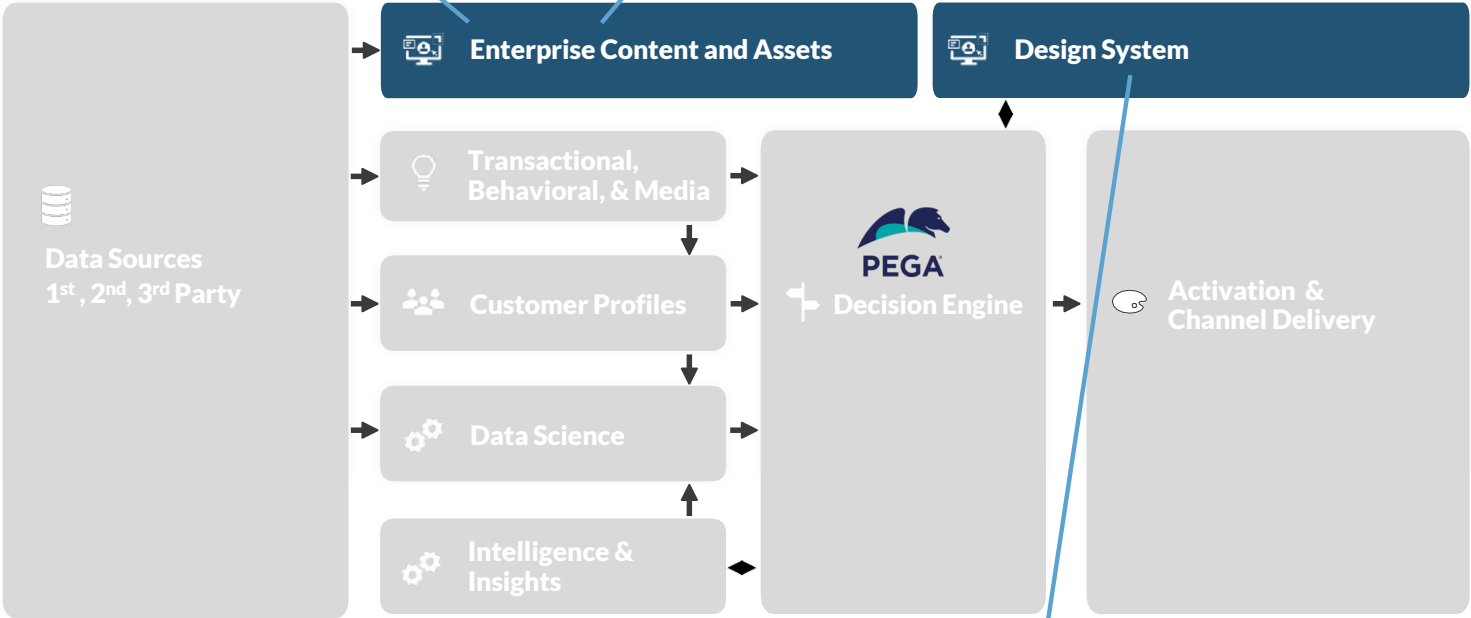 Enterprise Content and Assets
Design System
Data Sources
1st , 2nd, 3rd Party
Transactional,
Behavioral, & Media
Customer Profiles
Data Science
Intelligence &
Insights
PEGA
Decision Engine
Activation &
Channel Delivery